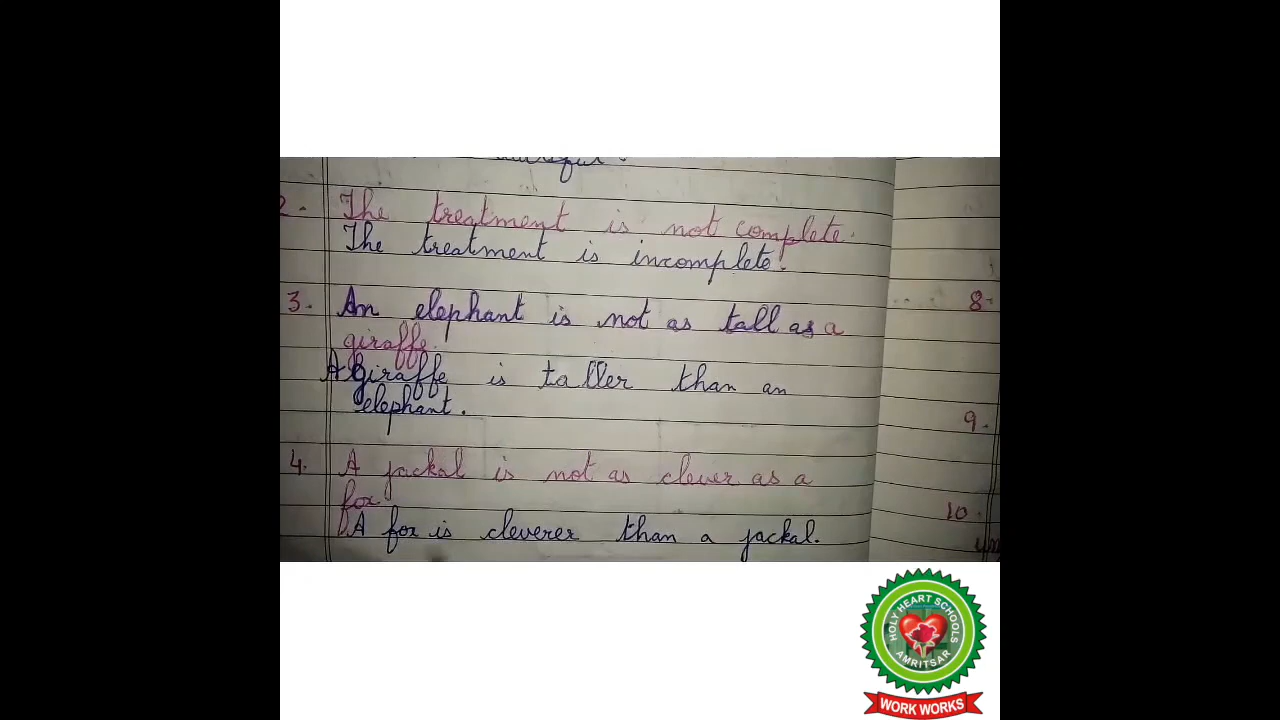 2. The treatment is not complete.
The treatment is incomplete.
3. An elephant is not as tall as a
giraffe.
A Giraffe is taller than an
elephant.
4. A jackal is not as clever as a
fox
A fox is cleverer than a jackal.
8.
9.
10.
HOLY HEART SCHOOLS
AMRITSAR
WORK WORKS